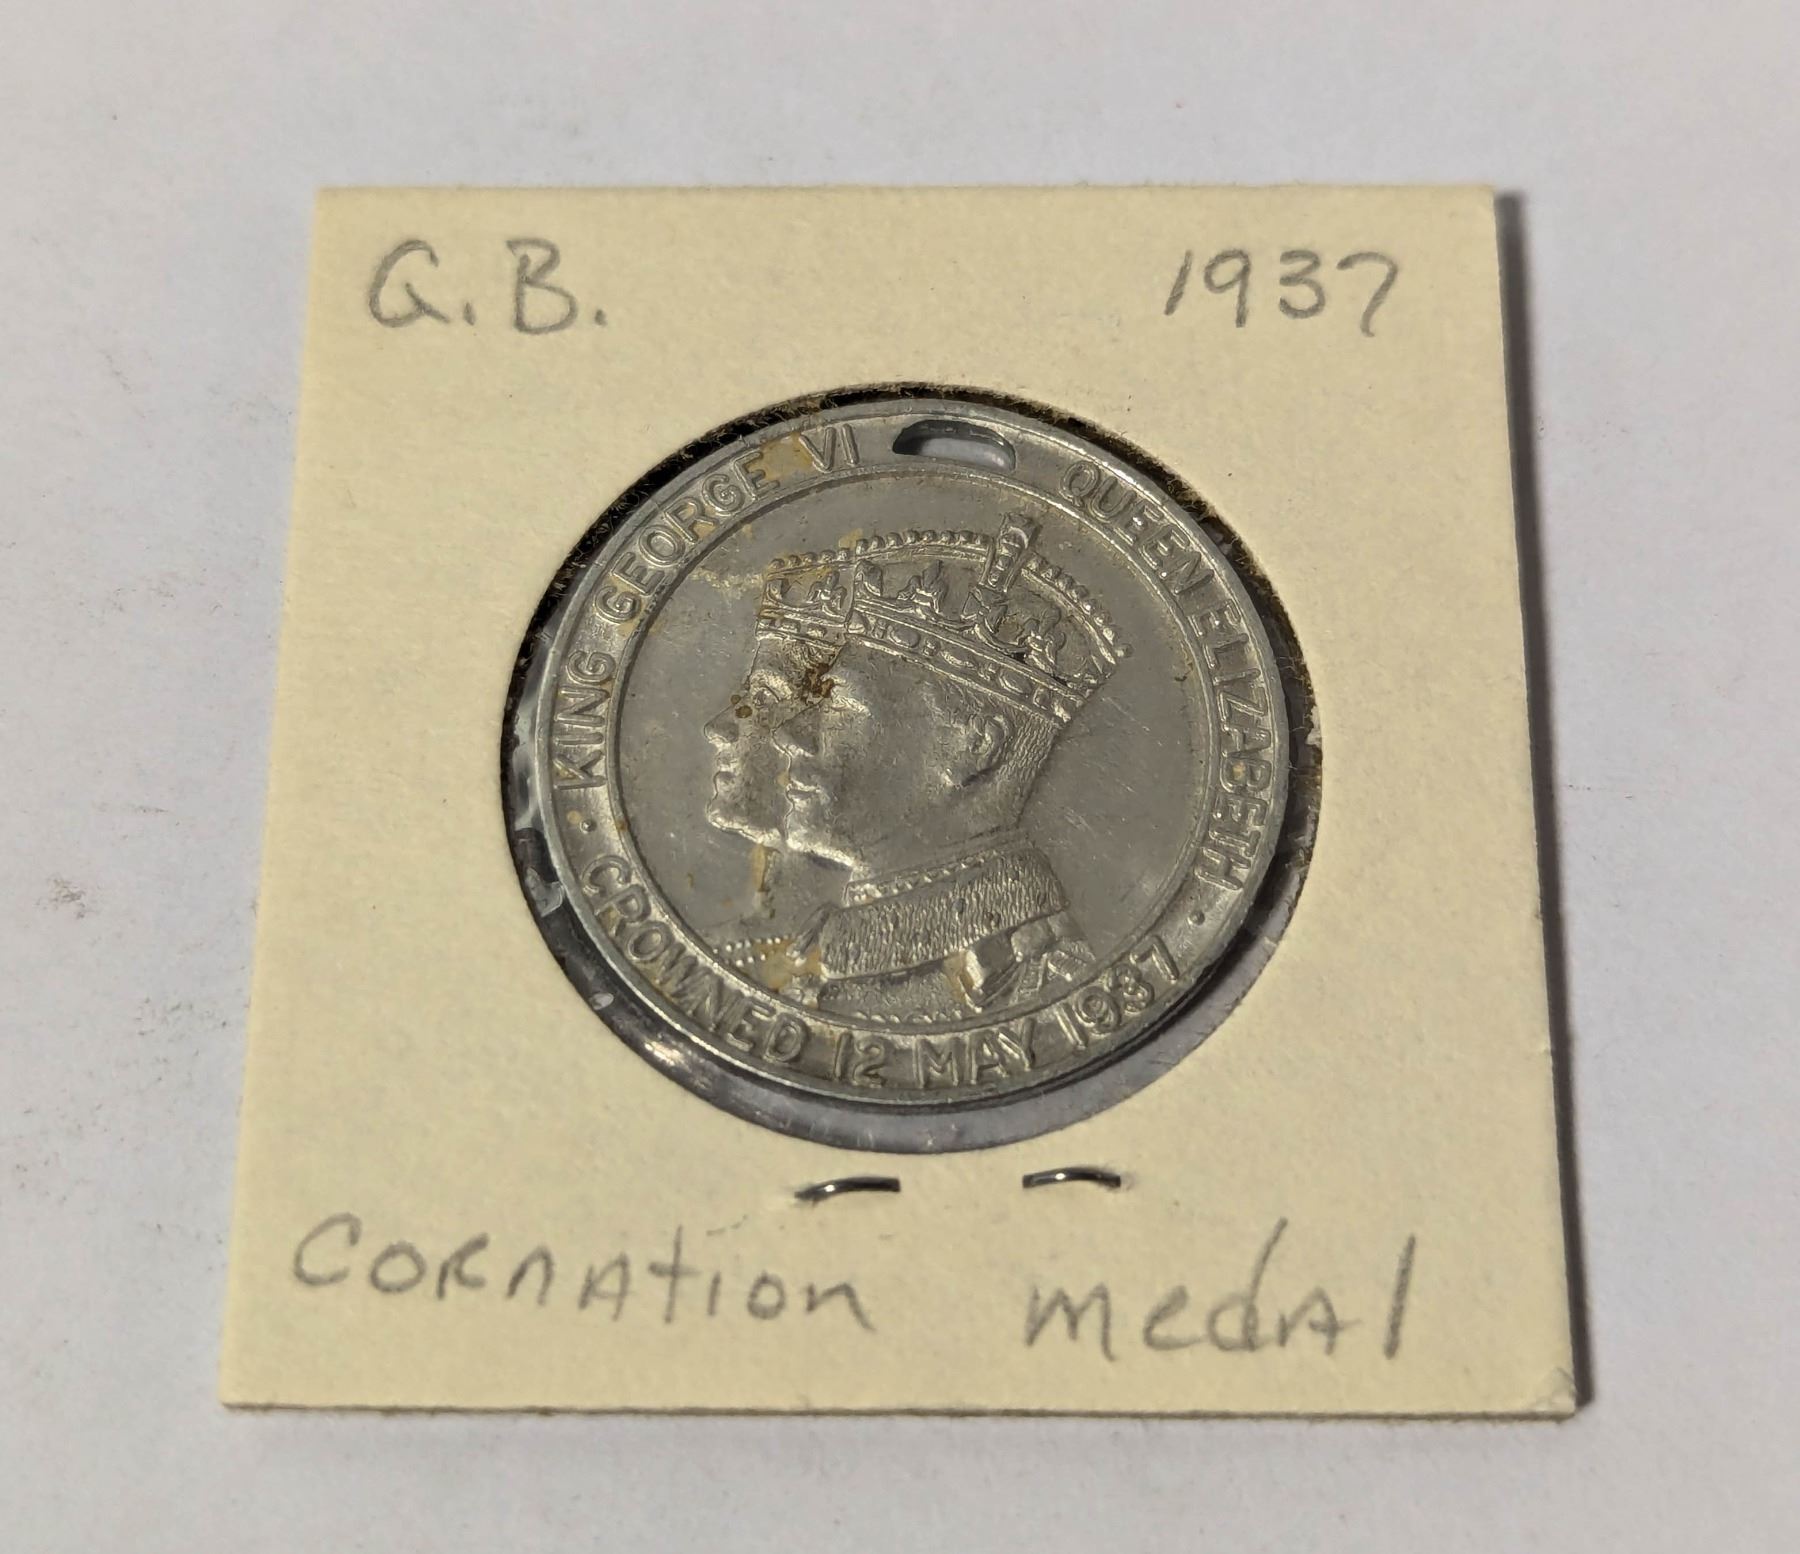 G.B. 1937
KING GEORGE VI QUEEN ELIZABETH
· CROWNED 12 MAY 1937 ·
Cornation medal